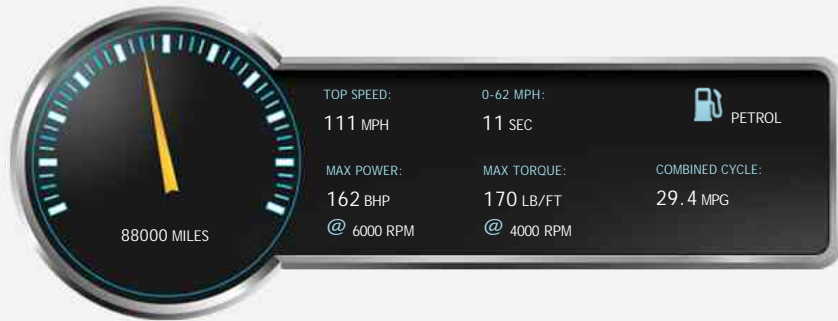 TOP SPEED:
111 MPH
0-62 MPH:
11 SEC
PETROL
MAX POWER:
162 BHP
@ 6000 RPM
MAX TORQUE:
170 LB/FT
@ 4000 RPM
COMBINED CYCLE:
29.4 MPG
88000 MILES